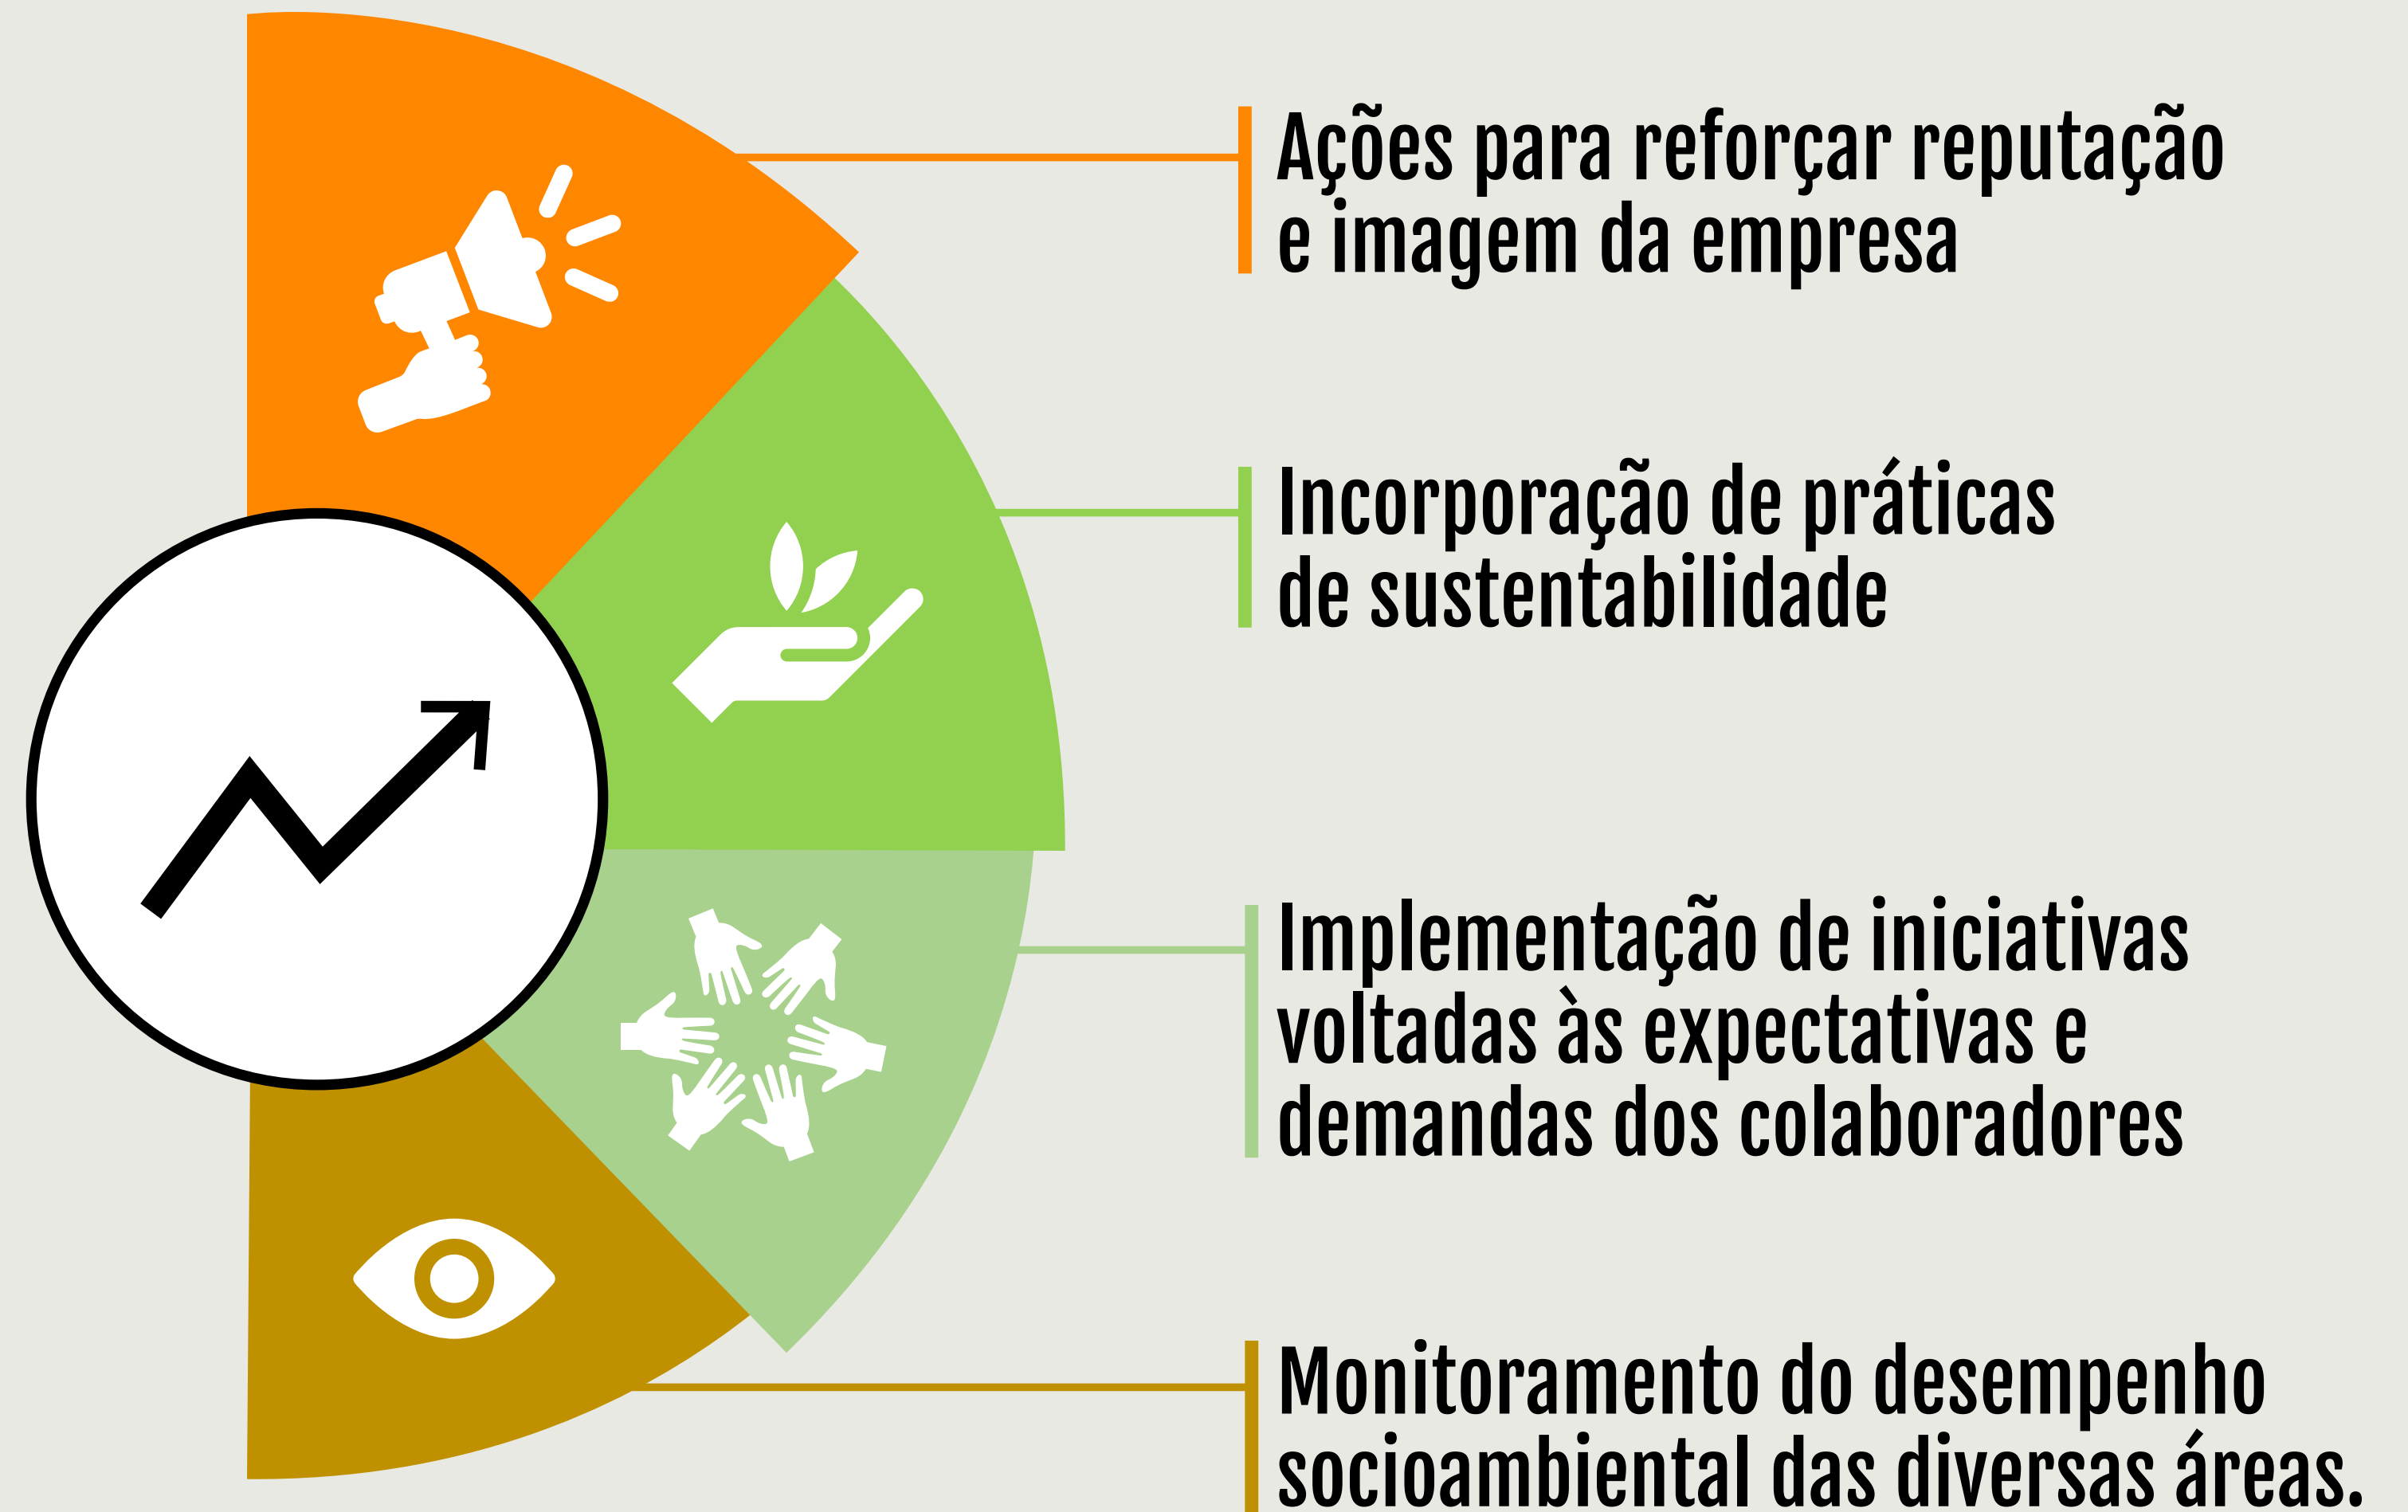 Ações para reforçar reputação
e imagem da empresa
Incorporação de práticas
de sustentabilidade
Implementação de iniciativas
voltadas às expectativas e
demandas dos colaboradores
Monitoramento do desempenho
socioambiental das diversas áreas.